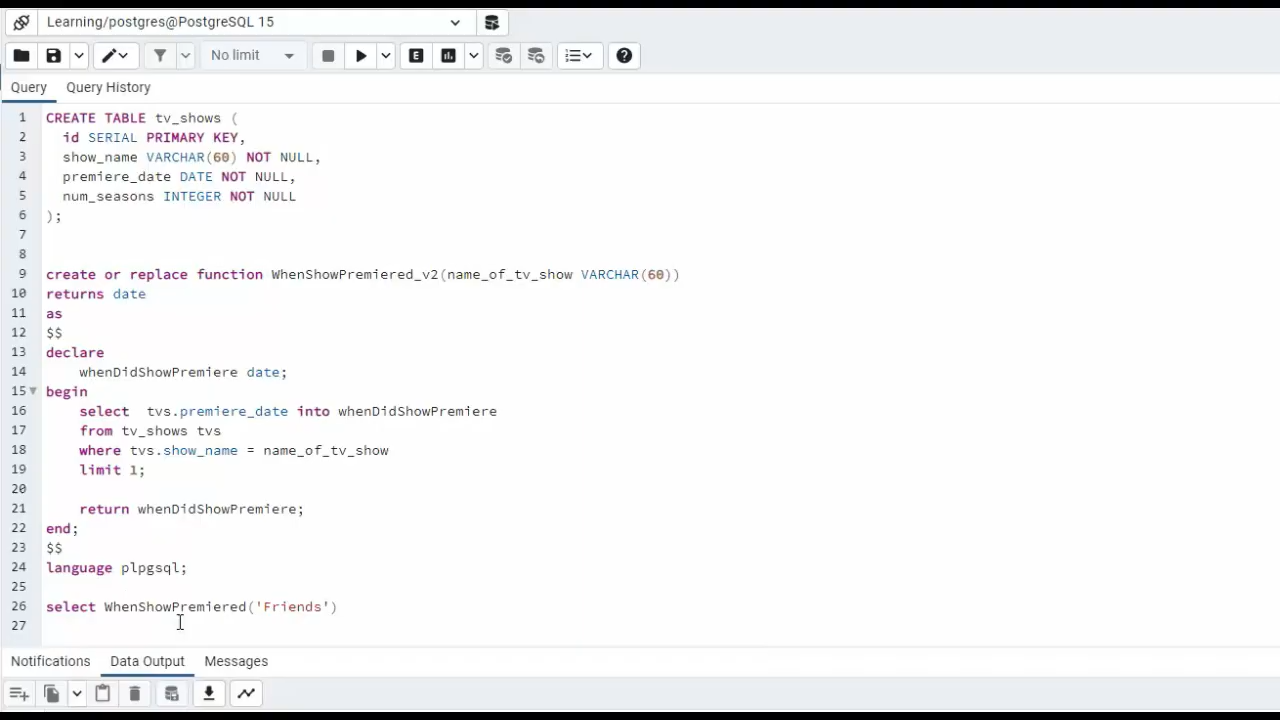 Learning/postgres@PostgreSQL 15
No limit
E
Query Query History
1 CREATE TABLE tv_shows (
2   id SERIAL PRIMARY KEY,
3   show_name VARCHAR(60) NOT NULL,
4   premiere_date DATE NOT NULL,
5   num_seasons INTEGER NOT NULL
6 );
7
8
9 create or replace function WhenShowPremiered_v2(name_of_tv_show VARCHAR(60))
10 returns date
11 as
12 $$
13 declare
14     whenDidShowPremiere date;
15 begin
16     select  tvs.premiere_date into whenDidShowPremiere
17     from tv_shows tvs
18     where tvs.show_name = name_of_tv_show
19     limit 1;
20
21     return whenDidShowPremiere;
22 end;
23 $$
24 language plpgsql;
25
26 select WhenShowPremiered('Friends')
27
Notifications Data Output Messages